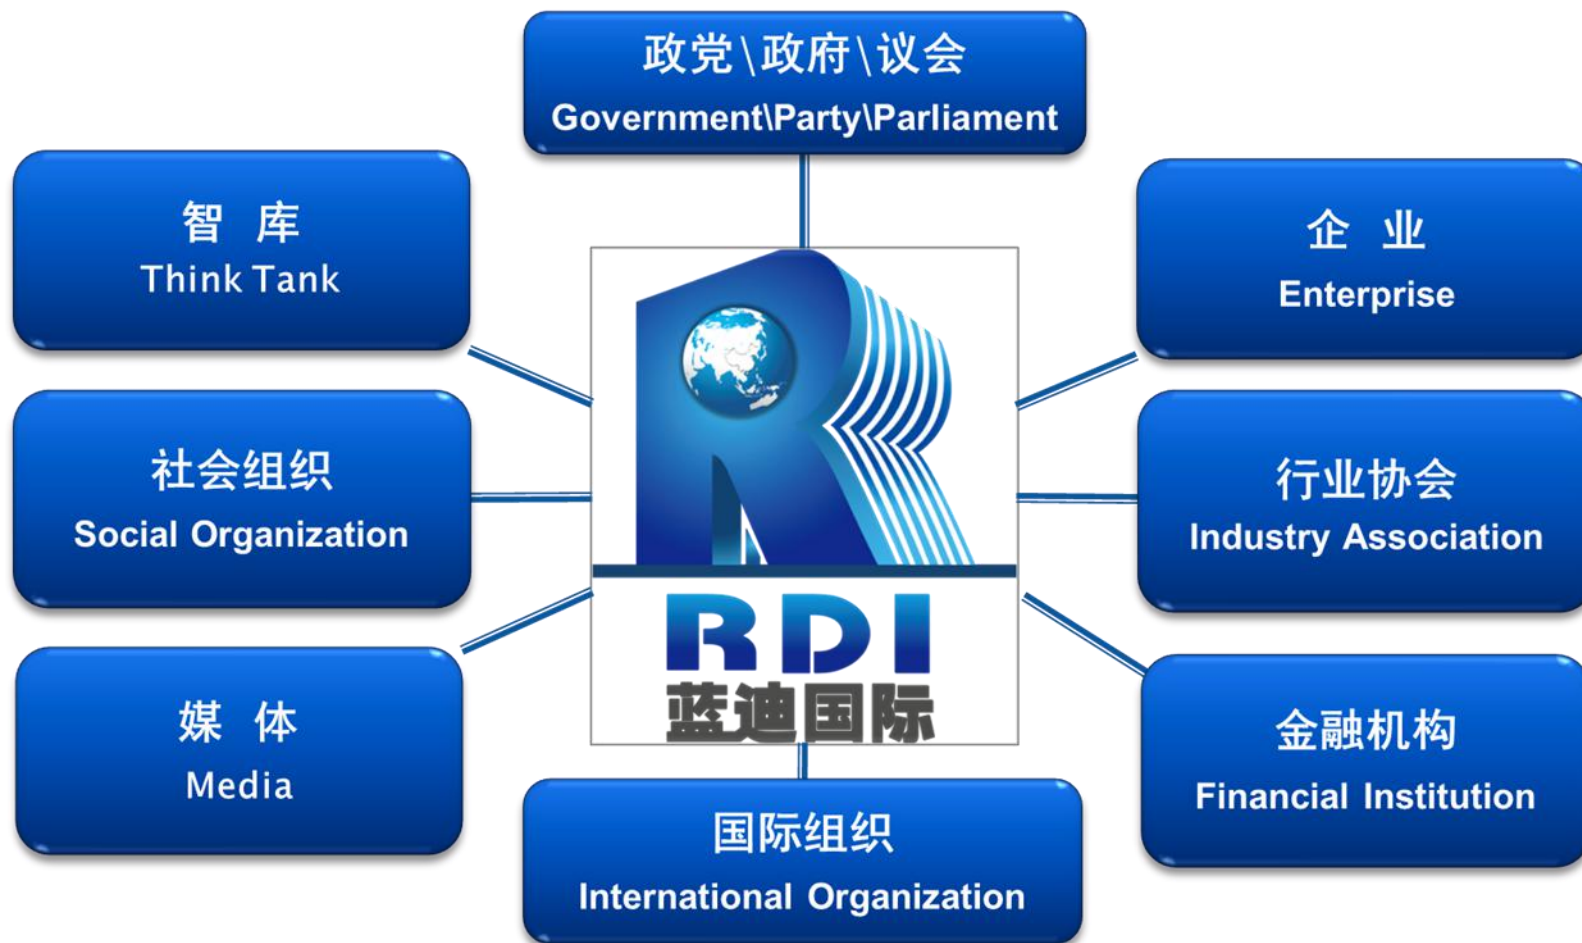 政党\政府\议会
Government\Party\Parliament
智 库
Think Tank
企 业
Enterprise
社会组织
Social Organization
行业协会
Industry Association
RDI
蓝迪国际
媒 体
Media
金融机构
Financial Institution
国际组织
International Organization